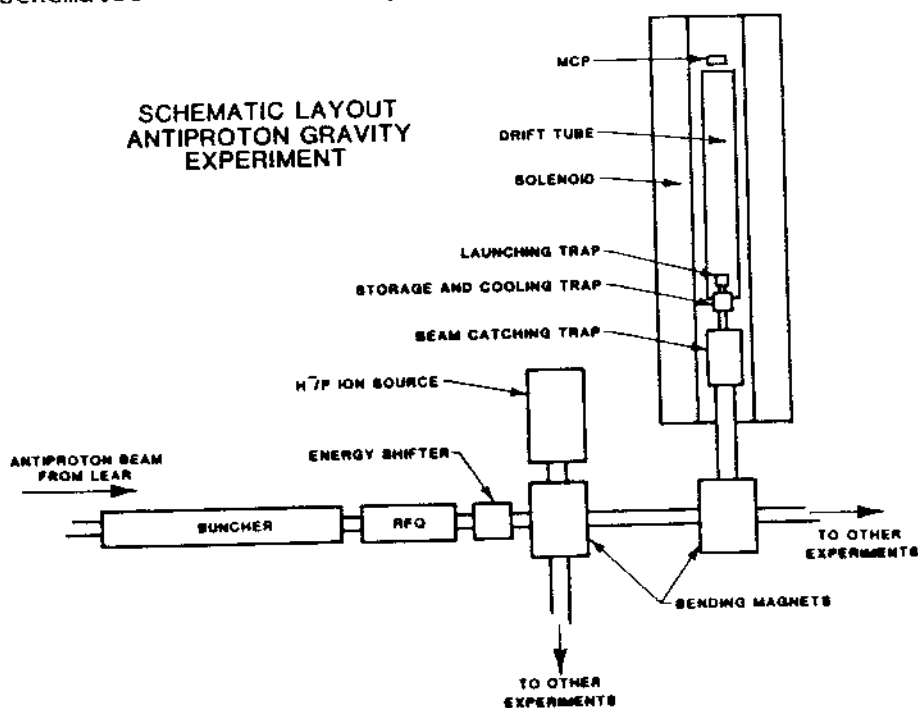 SCHEMATIC LAYOUT
ANTIPROTON GRAVITY
EXPERIMENT
MCP
DRIFT TUBE
SOLENOID
LAUNCHING TRAP
STORAGE AND COOLING TRAP
BEAM CATCHING TRAP
H⁻/P ION SOURCE
ENERGY SHIFTER
ANTIPROTON BEAM
FROM LEAR
BUNCHER
RFQ
TO OTHER
EXPERIMENTS
BENDING MAGNETS
TO OTHER
EXPERIMENTS